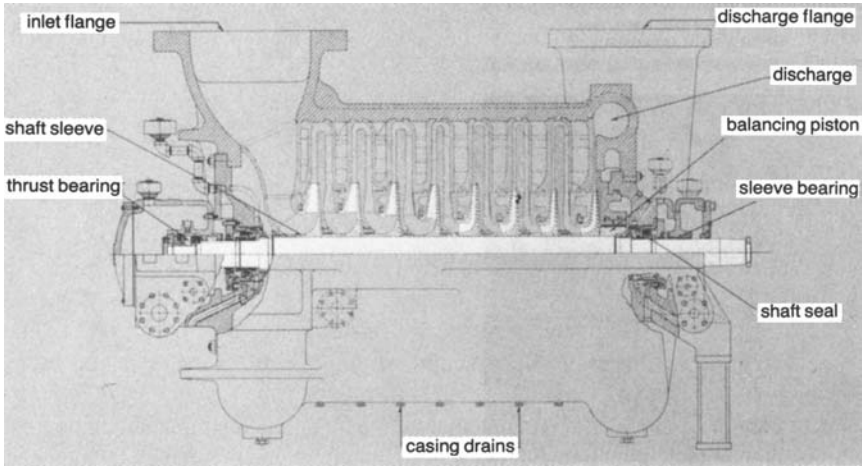 inlet flange
discharge flange
discharge
shaft sleeve
balancing piston
thrust bearing
sleeve bearing
shaft seal
casing drains